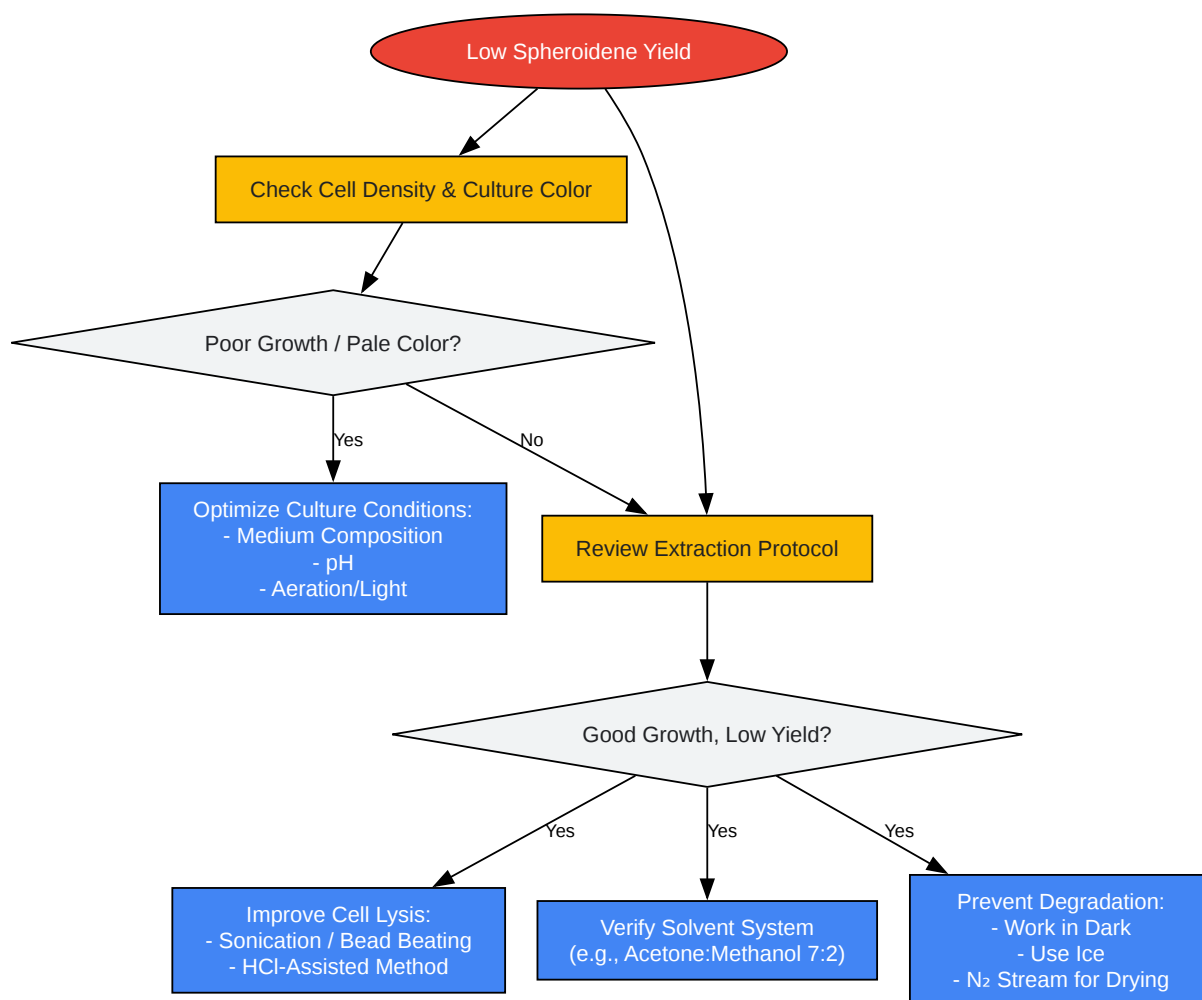 Low Spheroidene Yield
Check Cell Density & Culture Color
Poor Growth / Pale Color?
Yes
No
Optimize Culture Conditions:
- Medium Composition
- pH
- Aeration/Light
Review Extraction Protocol
Good Growth, Low Yield?
Yes
Yes
Yes
Improve Cell Lysis:
- Sonication / Bead Beating
- HCl-Assisted Method
Verify Solvent System
(e.g., Acetone:Methanol 7:2)
Prevent Degradation:
- Work in Dark
- Use Ice
- N₂ Stream for Drying